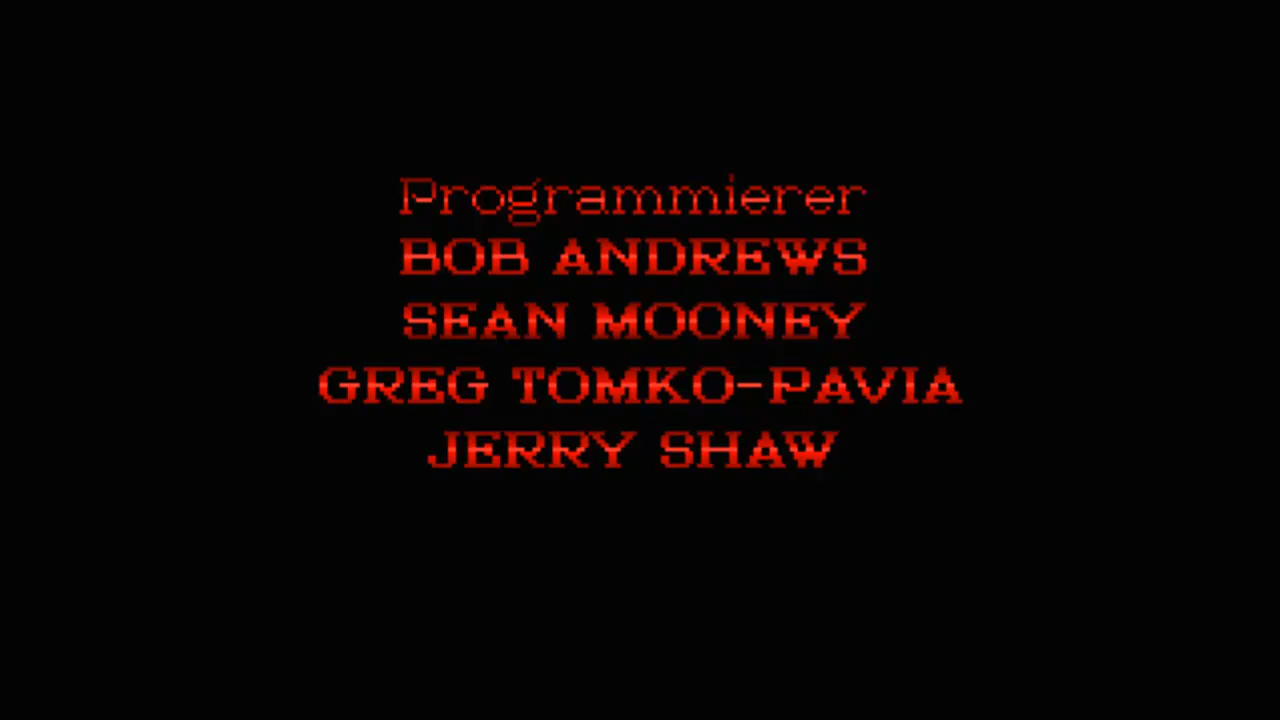 Programmierer
BOB ANDREWS
SEAN MOONEY
GREG TOMKO-PAVIA
JERRY SHAW